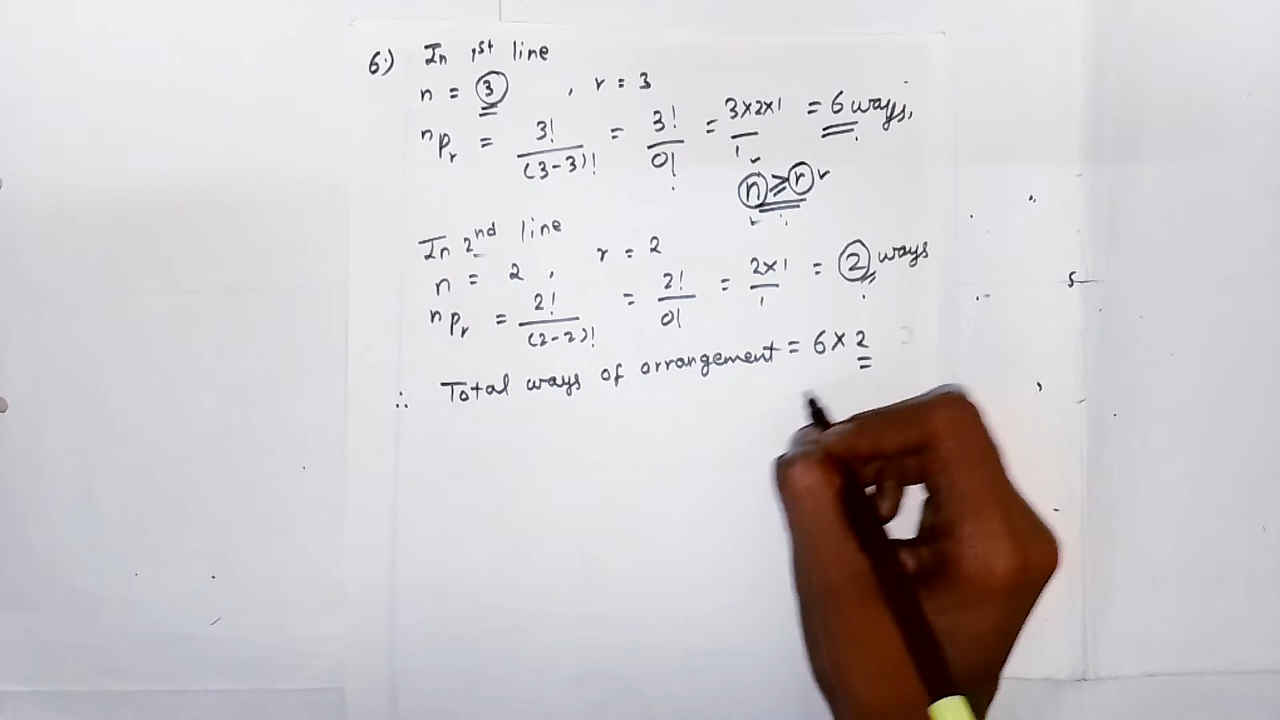 6:) In 1st line
n = 3 , r = 3
nPr = 3!/(3-3)! = 3!/0! = 3×2×1/1 = 6 ways,
n ≥ r
In 2nd line
n = 2 , r = 2
nPr = 2!/(2-2)! = 2!/0! = 2×1/1 = 2 ways
∴ Total ways of arrangement = 6 × 2